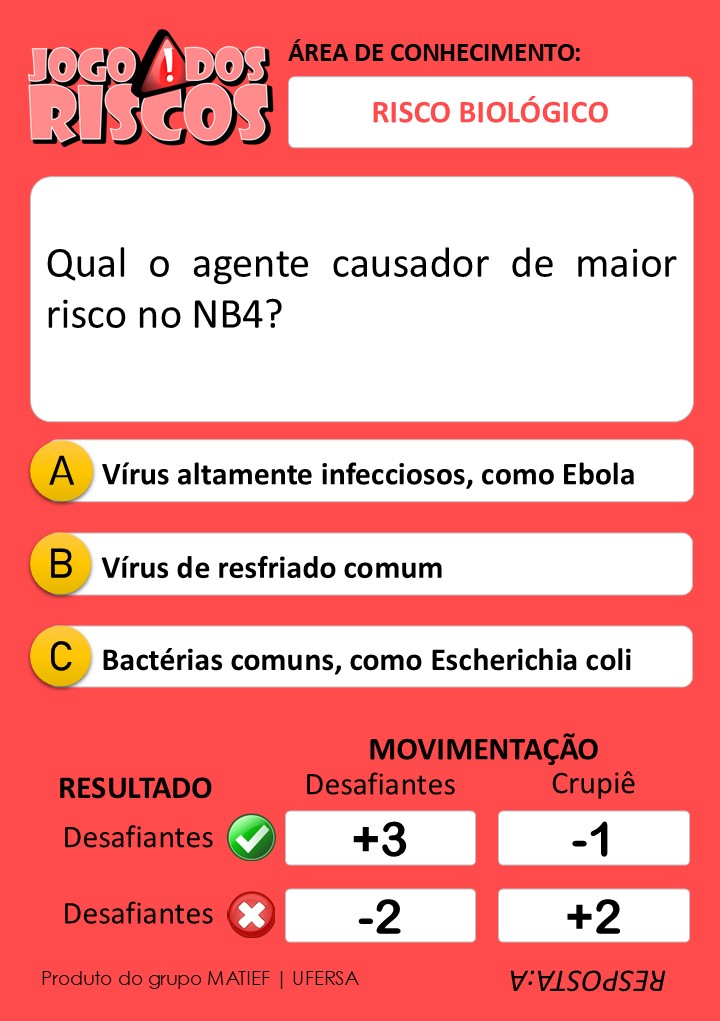 JOGO DOS
RISCOS
ÁREA DE CONHECIMENTO:
RISCO BIOLÓGICO
Qual o agente causador de maior
risco no NB4?
A Vírus altamente infecciosos, como Ebola
B Vírus de resfriado comum
C Bactérias comuns, como Escherichia coli
MOVIMENTAÇÃO
RESULTADO Desafiantes Crupiê
Desafiantes +3 -1
Desafiantes -2 +2
Produto do grupo MATIEF | UFERSA
RESPOSTA:A